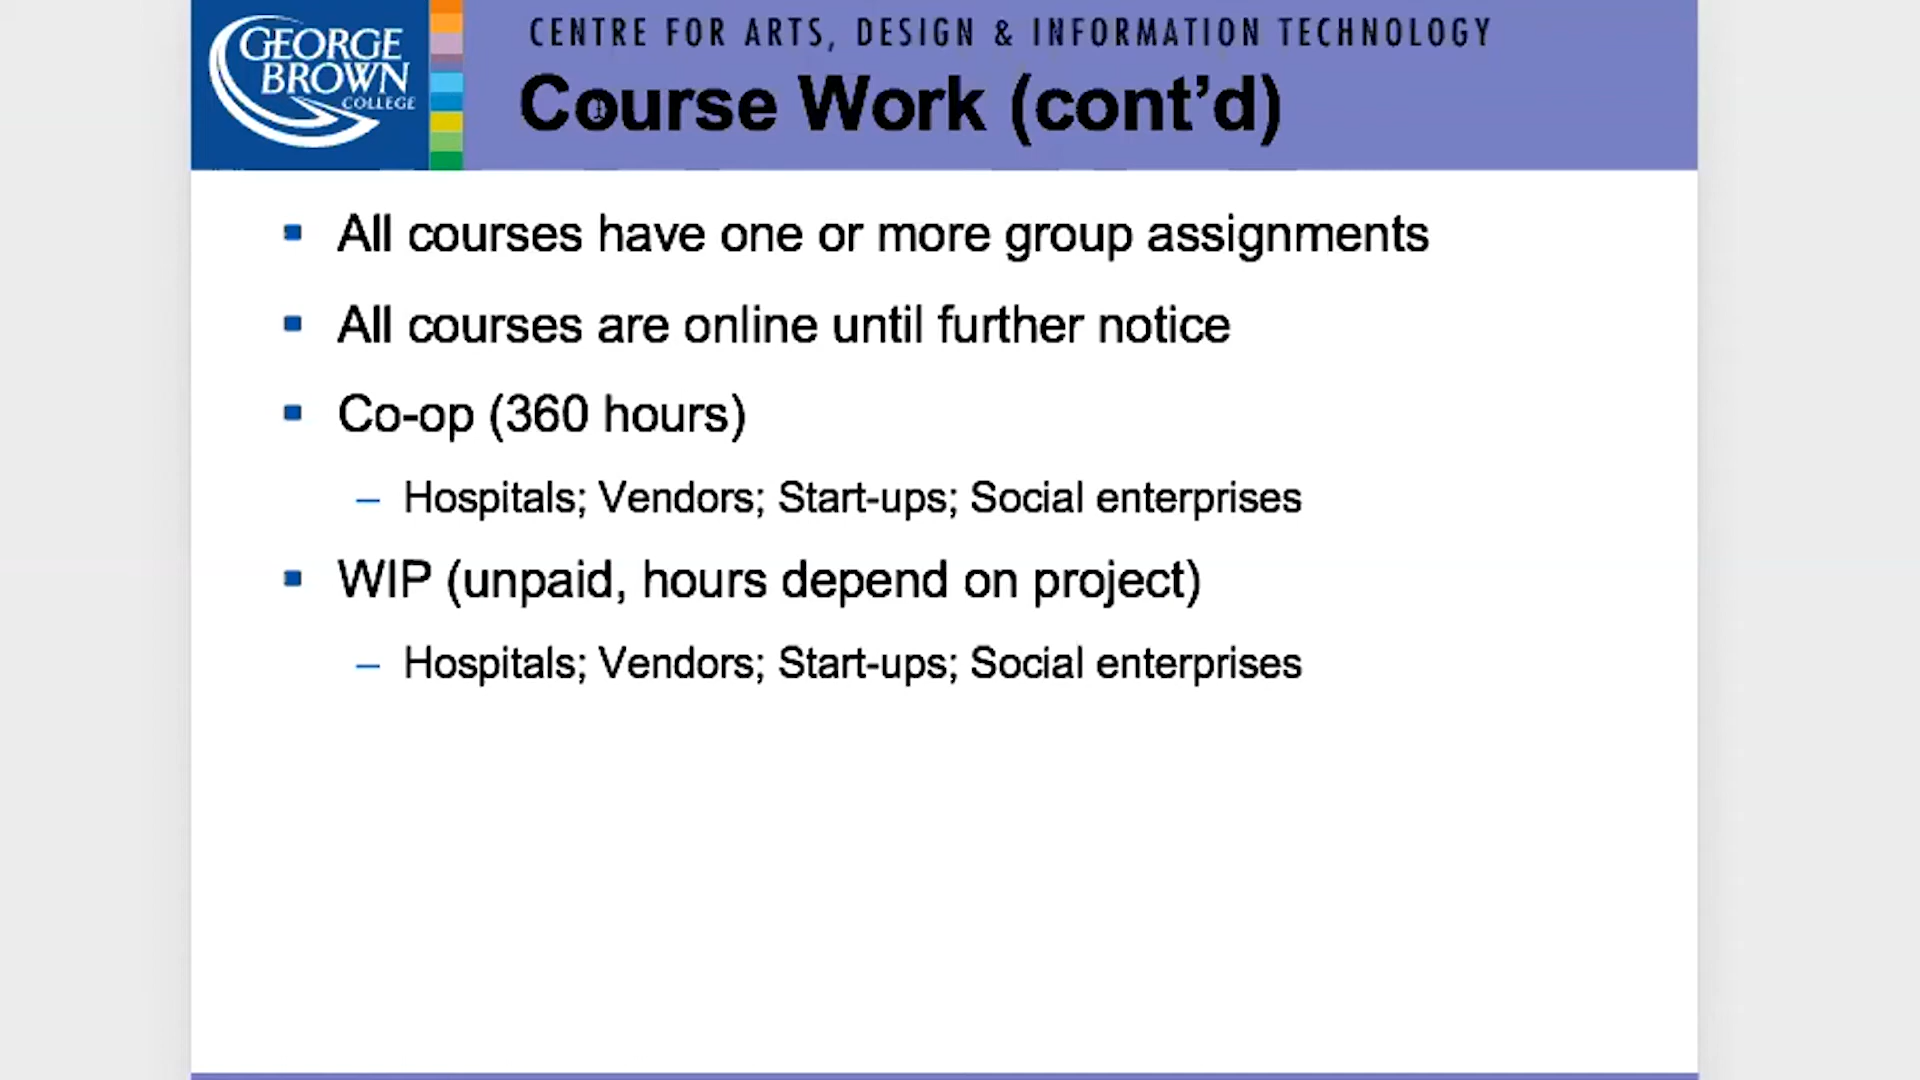 GEORGE
BROWN
COLLEGE
CENTRE FOR ARTS, DESIGN & INFORMATION TECHNOLOGY
Course Work (cont’d)
All courses have one or more group assignments
All courses are online until further notice
Co-op (360 hours)
– Hospitals; Vendors; Start-ups; Social enterprises
WIP (unpaid, hours depend on project)
– Hospitals; Vendors; Start-ups; Social enterprises